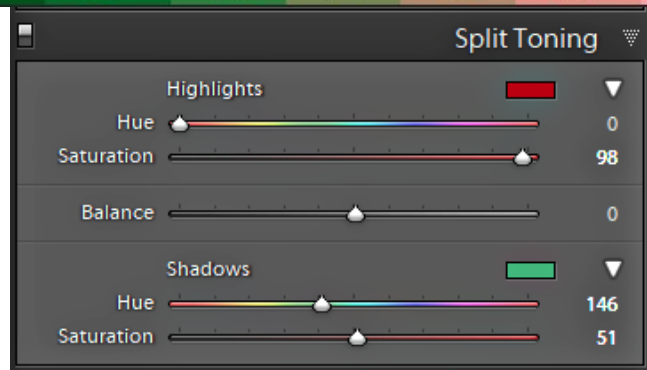 Split Toning
Highlights
Hue 0
Saturation 98
Balance 0
Shadows
Hue 146
Saturation 51